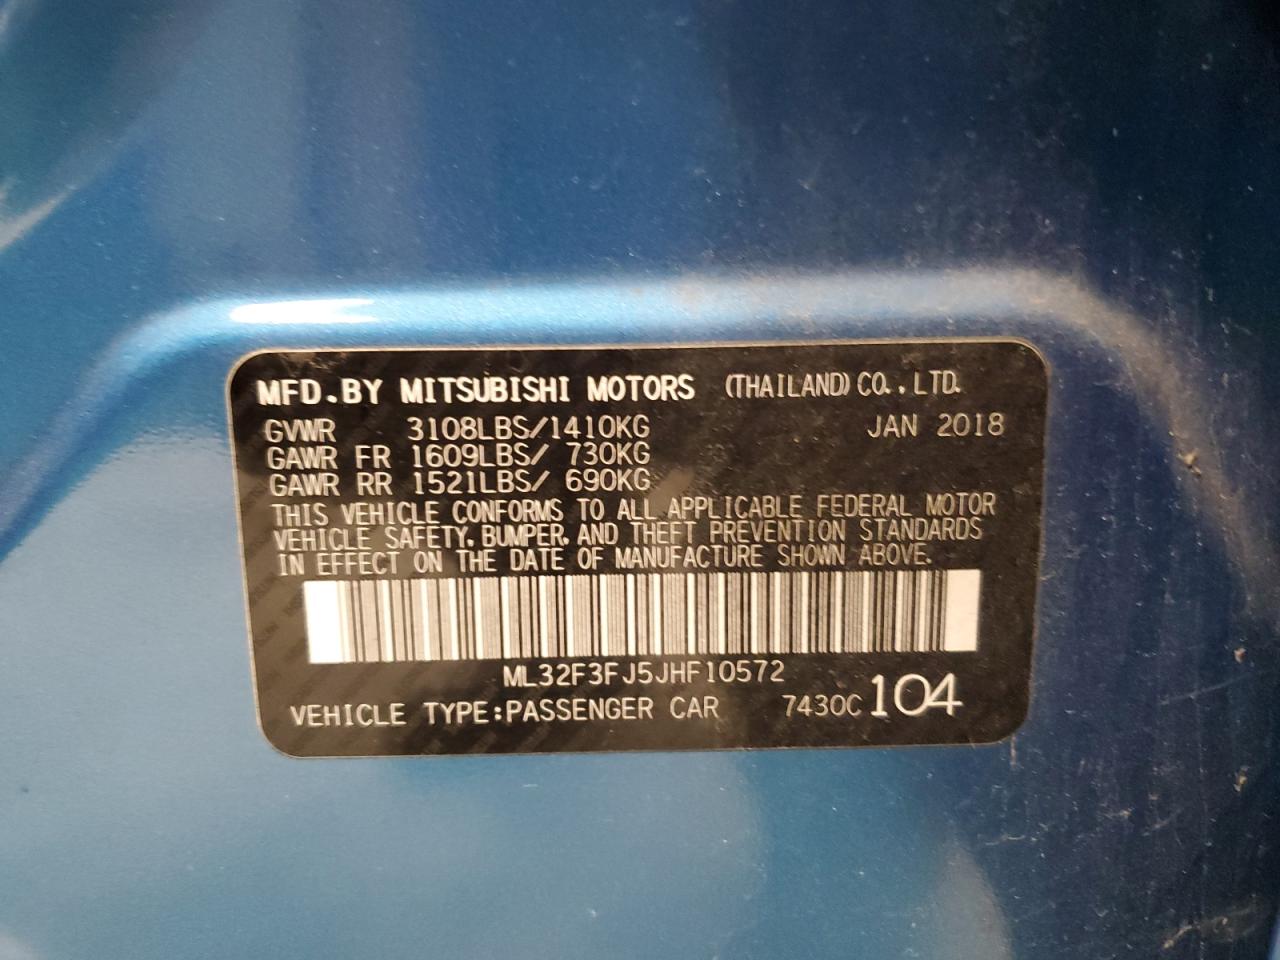 MFD.BY MITSUBISHI MOTORS (THAILAND) CO., LTD.
GVWR 3108LBS/1410KG JAN 2018
GAWR FR 1609LBS/ 730KG
GAWR RR 1521LBS/ 690KG
THIS VEHICLE CONFORMS TO ALL APPLICABLE FEDERAL MOTOR
VEHICLE SAFETY, BUMPER, AND THEFT PREVENTION STANDARDS
IN EFFECT ON THE DATE OF MANUFACTURE SHOWN ABOVE.
ML32F3FJ5JHF10572
VEHICLE TYPE:PASSENGER CAR 7430C 104